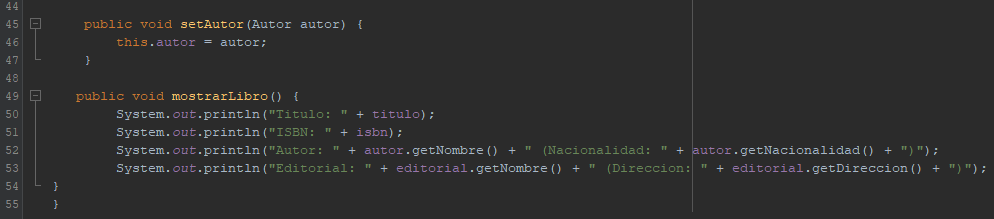 44
45 public void setAutor(Autor autor) {
46 this.autor = autor;
47 }
48
49 public void mostrarLibro() {
50 System.out.println("Titulo: " + titulo);
51 System.out.println("ISBN: " + isbn);
52 System.out.println("Autor: " + autor.getNombre() + " (Nacionalidad: " + autor.getNacionalidad() + ")");
53 System.out.println("Editorial: " + editorial.getNombre() + " (Direccion: " + editorial.getDireccion() + ")");
54 }
55 }